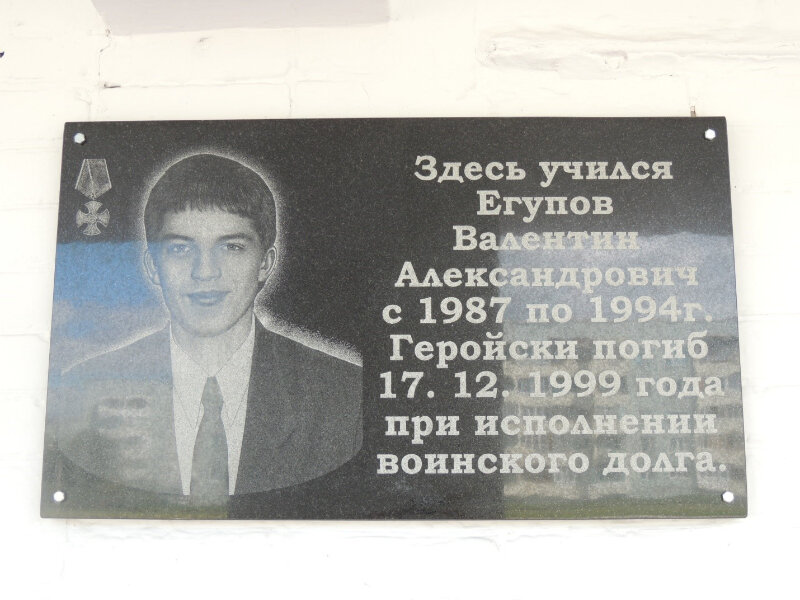 Здесь учился
Егупов
Валентин
Александрович
с 1987 по 1994г.
Геройски погиб
17. 12. 1999 года
при исполнении
воинского долга.